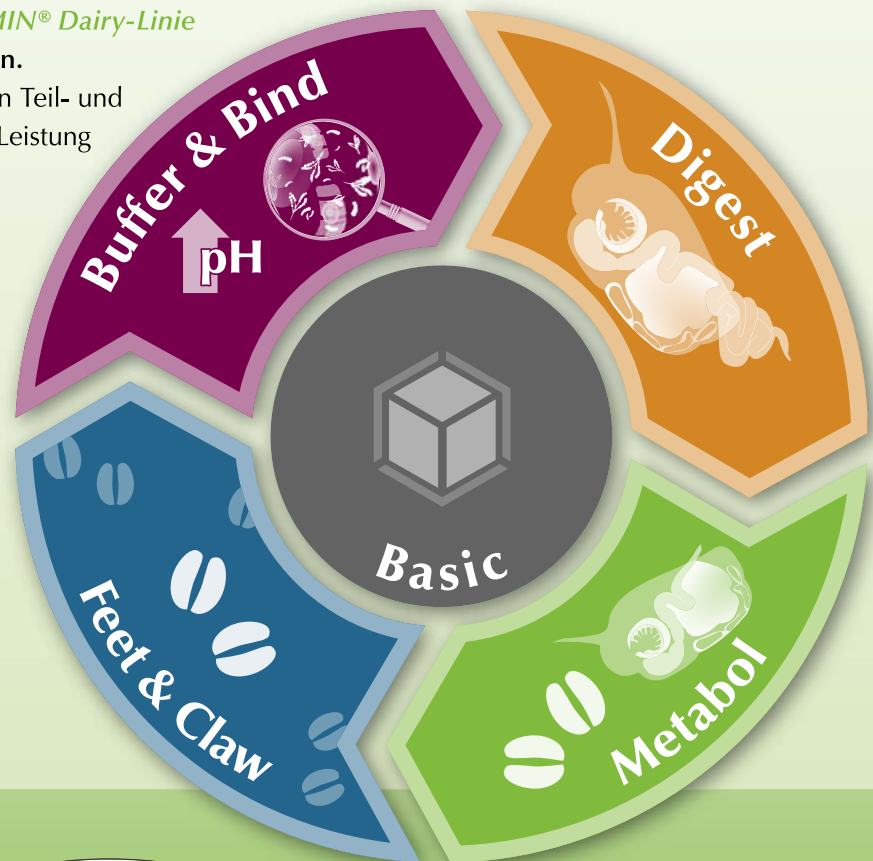 MIN® Dairy-Linie
n.
n Teil- und
Leistung
Buffer & Bind
pH
Digest
Basic
Feet & Claw
Metabol